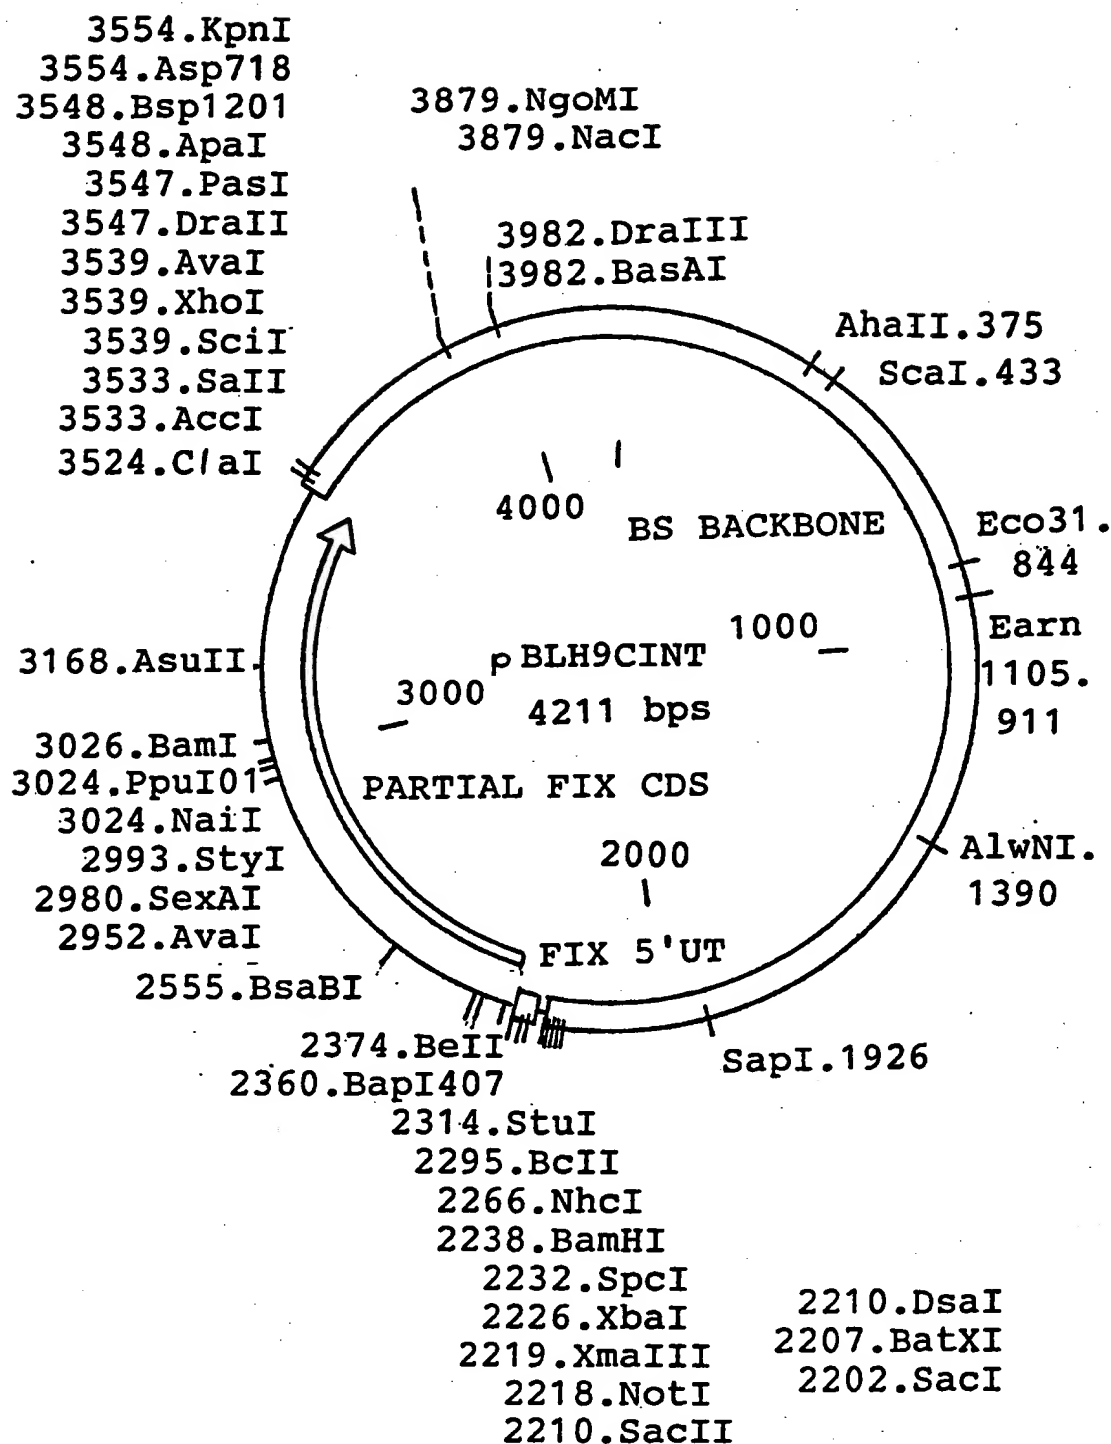 3554.KpnI
3554.Asp718
3548.Bsp1201
3548.ApaI
3547.PasI
3547.DraII
3539.AvaI
3539.XhoI
3539.SciI
3533.SaII
3533.AccI
3524.ClaI
3879.NgoMI
3879.NacI
3982.DraIII
3982.BasAI
AhaII.375
ScaI.433
Eco31.
844
Earn
1105.
911
AlwNI.
1390
SapI.1926
4000
BS BACKBONE
1000
pBLH9CINT
4211 bps
3000
PARTIAL FIX CDS
2000
FIX 5'UT
3168.AsuII
3026.BamI
3024.PpuI01
3024.NaiI
2993.StyI
2980.SexAI
2952.AvaI
2555.BsaBI
2374.BeII
2360.BapI407
2314.StuI
2295.BcII
2266.NhcI
2238.BamHI
2232.SpcI
2226.XbaI
2219.XmaIII
2218.NotI
2210.SacII
2210.DsaI
2207.BatXI
2202.SacI